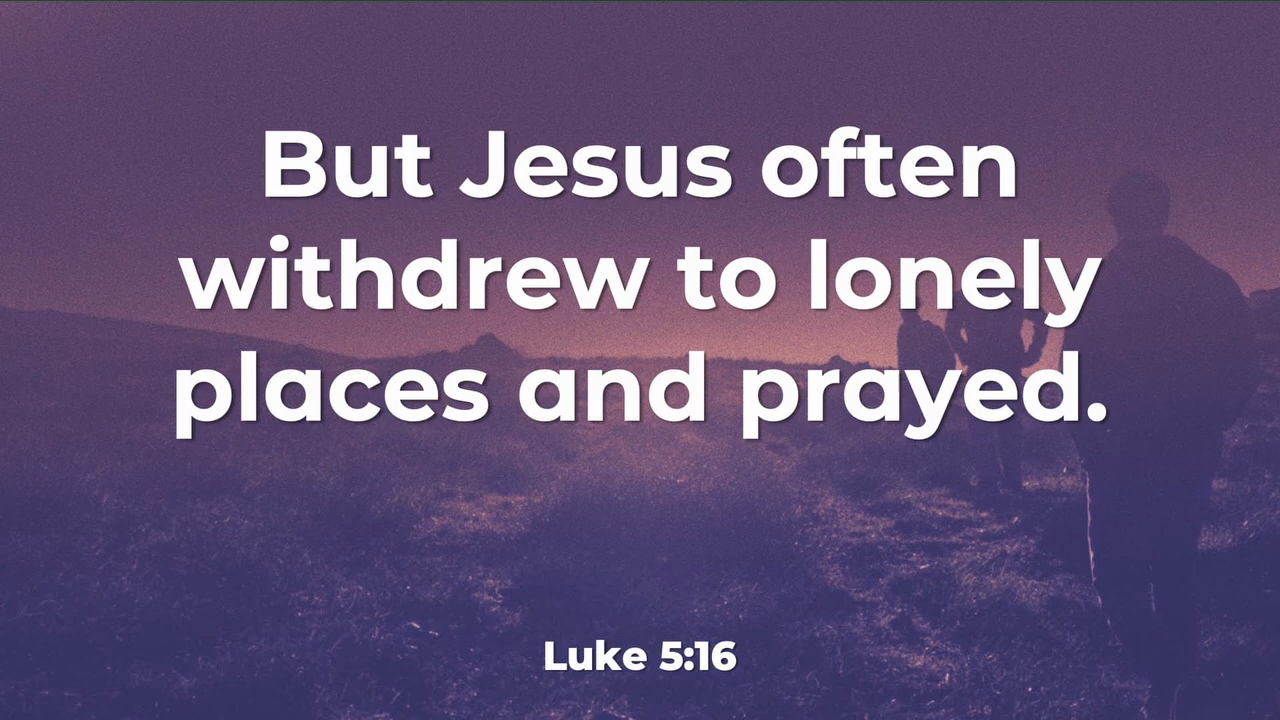 But Jesus often
withdrew to lonely
places and prayed.
Luke 5:16